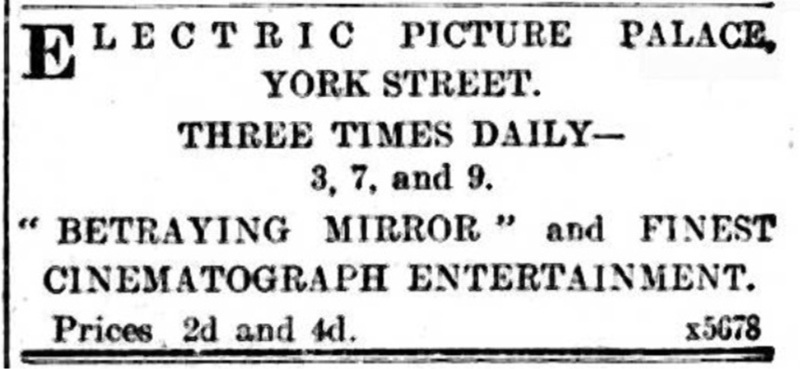 ELECTRIC PICTURE PALACE,
YORK STREET.
THREE TIMES DAILY—
3, 7, and 9.
“ BETRAYING MIRROR ” and FINEST
CINEMATOGRAPH ENTERTAINMENT.
Prices 2d and 4d. x5678